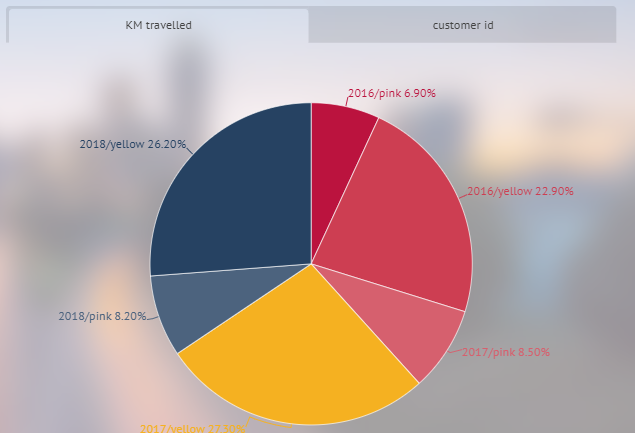 KM travelled
customer id
2016/pink 6.90%
2018/yellow 26.20%
2016/yellow 22.90%
2018/pink 8.20%
2017/pink 8.50%
2017/yellow